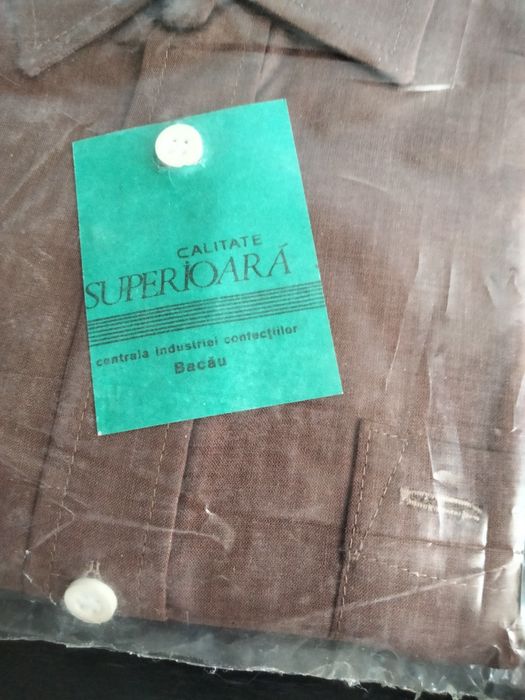 CALITATE
SUPERIOARĂ
centrala industriei confecțiilor
Bacău